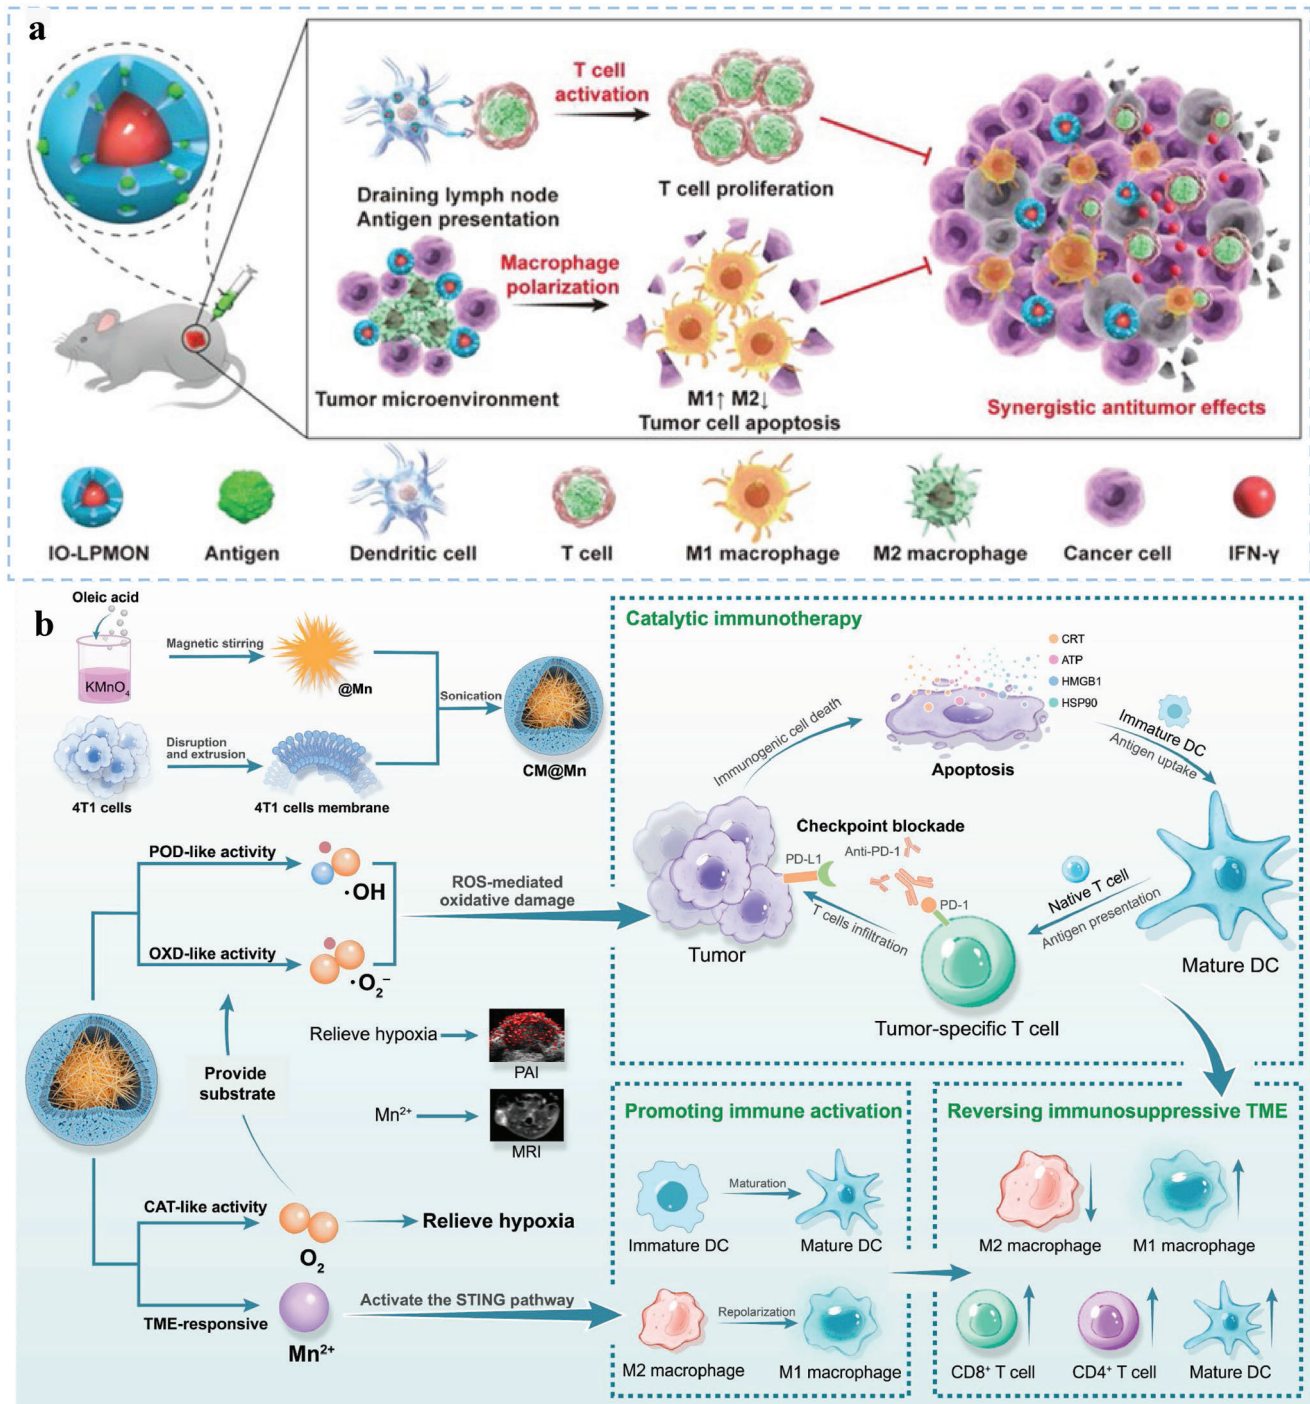 a
T cell
activation
Draining lymph node
Antigen presentation
T cell proliferation
Macrophage
polarization
Tumor microenvironment
M1↑ M2↓
Tumor cell apoptosis
Synergistic antitumor effects
IO-LPMON
Antigen
Dendritic cell
T cell
M1 macrophage
M2 macrophage
Cancer cell
IFN-γ
b
Oleic acid
KMnO4
Magnetic stirring
@Mn
Sonication
CM@Mn
4T1 cells
Disruption
and extrusion
4T1 cells membrane
POD-like activity
·OH
OXD-like activity
·O2−
ROS-mediated
oxidative damage
Relieve hypoxia
PAI
Mn2+
MRI
Provide
substrate
CAT-like activity
O2
Relieve hypoxia
TME-responsive
Mn2+
Activate the STING pathway
Catalytic immunotherapy
CRT
ATP
HMGB1
HSP90
Immunogenic cell death
Apoptosis
Immature DC
Antigen uptake
Checkpoint blockade
Anti-PD-1
PD-L1
PD-1
Native T cell
Antigen presentation
T cells infiltration
Tumor
Mature DC
Tumor-specific T cell
Promoting immune activation
Maturation
Immature DC
Mature DC
Repolarization
M2 macrophage
M1 macrophage
Reversing immunosuppressive TME
M2 macrophage
M1 macrophage
CD8+ T cell
CD4+ T cell
Mature DC